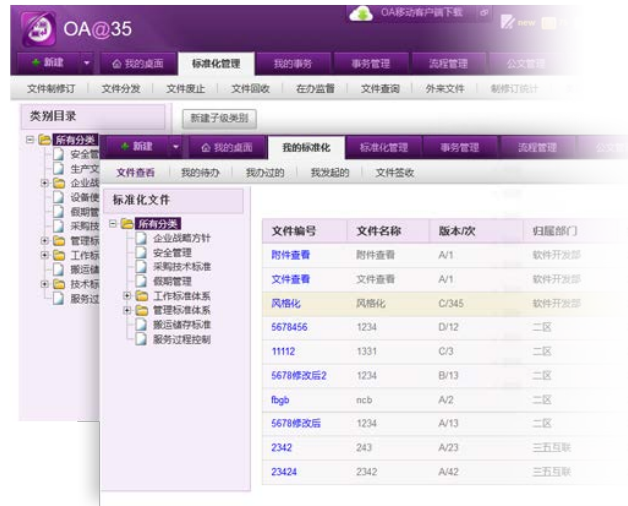 OA@35
OA移动客户端下载
new
新建 我的桌面 标准化管理 我的事务 事务管理 流程管理 公文管理
文件制修订 文件分发 文件废止 文件回收 在办监督 文件查阅 外来文件 制修订统计
类别目录
新建子级类别
所有分类
安全管
生产文
企业战
设备使
假期管
采购技
管理标
工作标
搬运储
技术标
服务过
新建 我的桌面 我的标准化 标准化管理 事务管理 流程管理
文件查看 我的待办 我办过的 我发起的 文件签收
标准化文件
所有分类
企业战略方针
安全管理
采购技术标准
假期管理
工作标准体系
管理标准体系
搬运储存标准
服务过程控制
文件编号 文件名称 版本/次 归属部门
附件查看 附件查看 A/1 软件开发部
文件查看 文件查看 A/1 软件开发部
风格化 风格化 C/345 软件开发部
5678456 1234 D/12 二区
11112 1331 C/3 二区
5678修改后2 1234 B/13 二区
fbgb ncb A/2 二区
5678修改后 1234 A/13 二区
2342 243 A/23 三五互联
23424 2342 A/42 三五互联